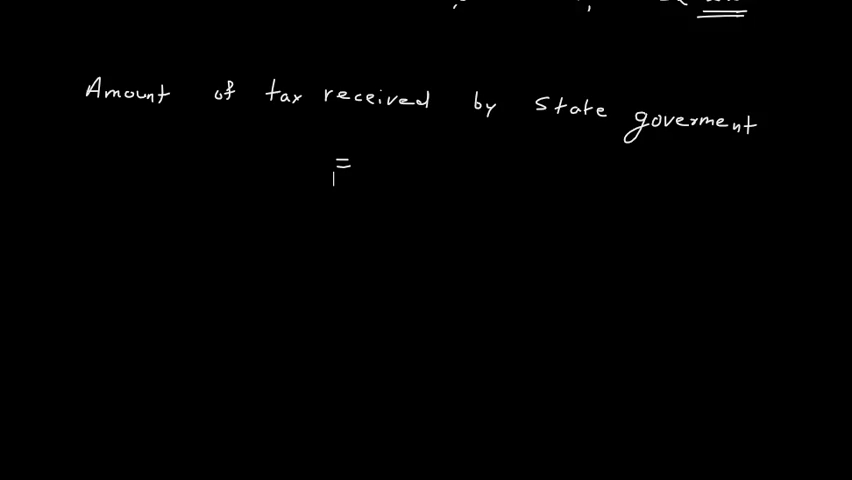 Amount of tax received by state goverment
=